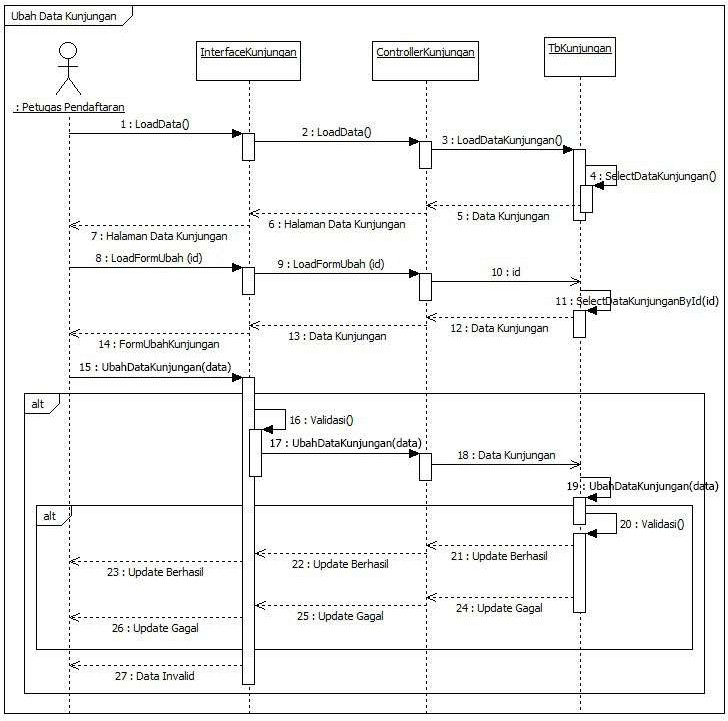 Ubah Data Kunjungan
InterfaceKunjungan
ControllerKunjungan
TbKunjungan
: Petugas Pendaftaran
1 : LoadData()
2 : LoadData()
3 : LoadDataKunjungan()
4 : SelectDataKunjungan()
5 : Data Kunjungan
6 : Halaman Data Kunjungan
7 : Halaman Data Kunjungan
8 : LoadFormUbah (id)
9 : LoadFormUbah (id)
10 : id
11 : SelectDataKunjunganById(id)
12 : Data Kunjungan
13 : Data Kunjungan
14 : FormUbahKunjungan
15 : UbahDataKunjungan(data)
alt
16 : Validasi()
17 : UbahDataKunjungan(data)
18 : Data Kunjungan
19 : UbahDataKunjungan(data)
alt
20 : Validasi()
21 : Update Berhasil
22 : Update Berhasil
23 : Update Berhasil
24 : Update Gagal
25 : Update Gagal
26 : Update Gagal
27 : Data Invalid